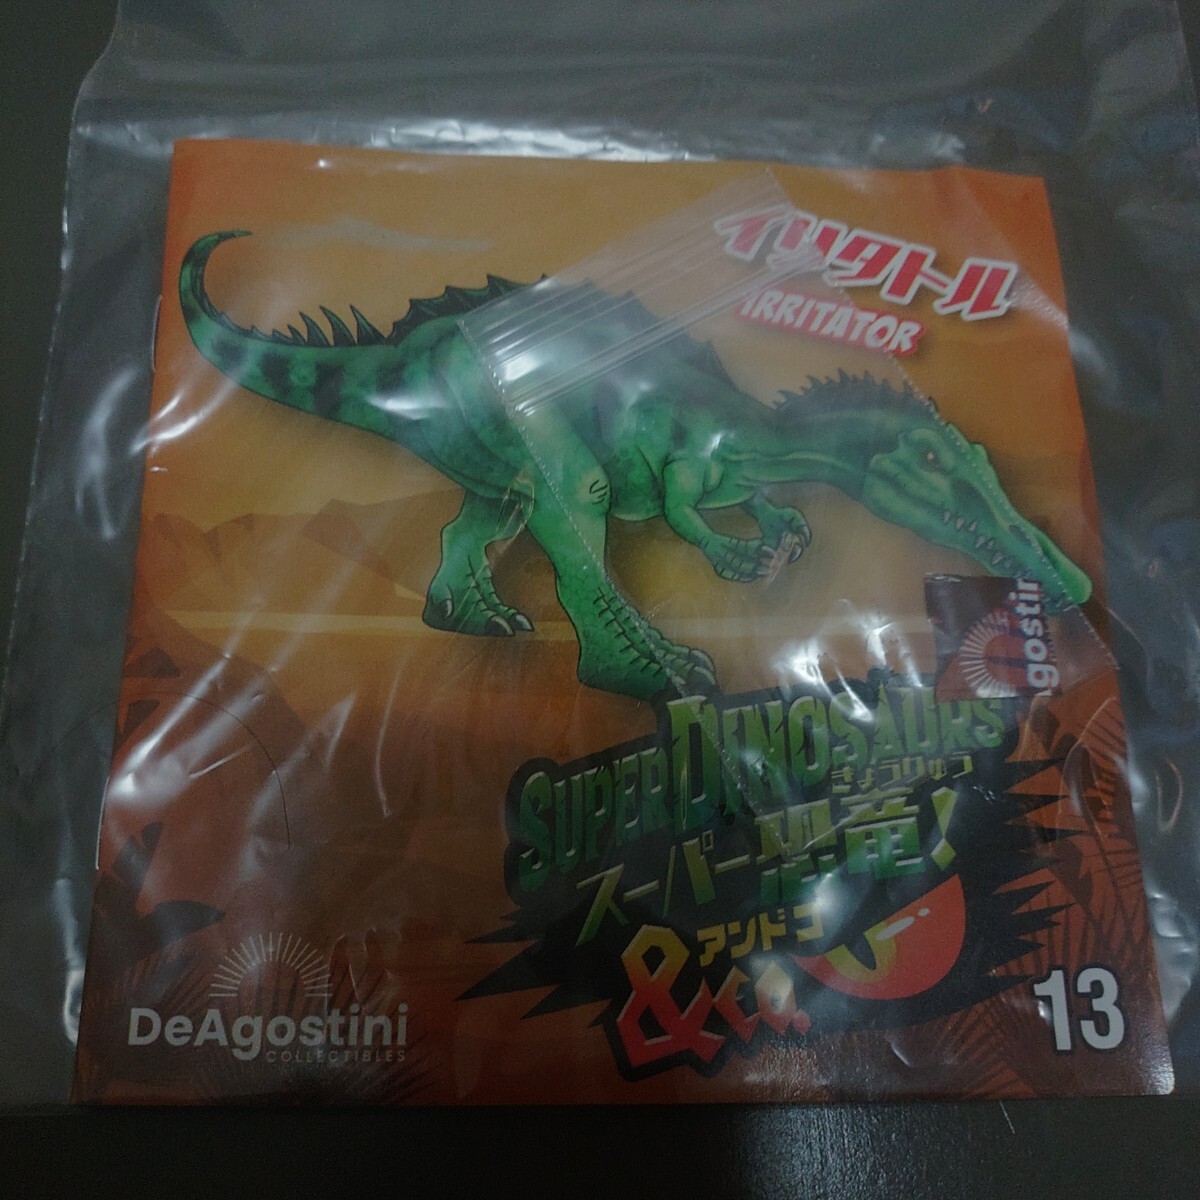 イリタトル
IRRITATOR
gostin
SUPER DINOSAURS
きょうりゅう
スーパー恐竜!
アンドコ
&CO.
DeAgostini
COLLECTIBLES
13